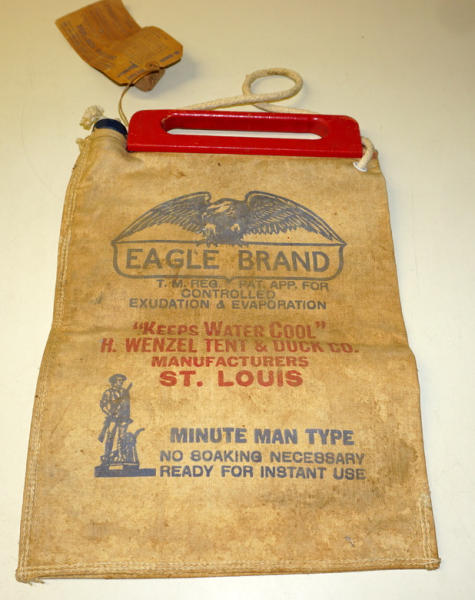 EAGLE BRAND
T. M. REG. PAT. APP. FOR
CONTROLLED
EXUDATION & EVAPORATION
"KEEPS WATER COOL"
H. WENZEL TENT & DUCK CO.
MANUFACTURERS
ST. LOUIS
MINUTE MAN TYPE
NO SOAKING NECESSARY
READY FOR INSTANT USE